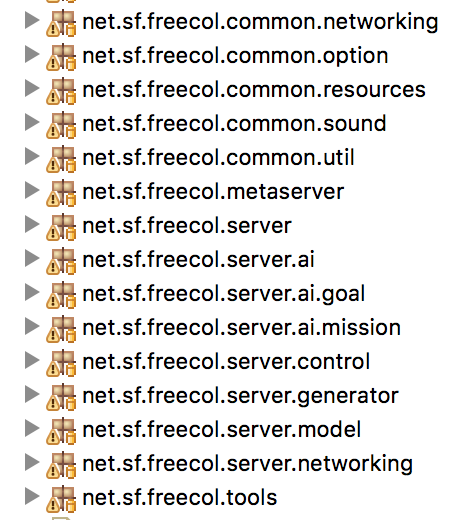 net.sf.freecol.common.networking
net.sf.freecol.common.option
net.sf.freecol.common.resources
net.sf.freecol.common.sound
net.sf.freecol.common.util
net.sf.freecol.metaserver
net.sf.freecol.server
net.sf.freecol.server.ai
net.sf.freecol.server.ai.goal
net.sf.freecol.server.ai.mission
net.sf.freecol.server.control
net.sf.freecol.server.generator
net.sf.freecol.server.model
net.sf.freecol.server.networking
net.sf.freecol.tools